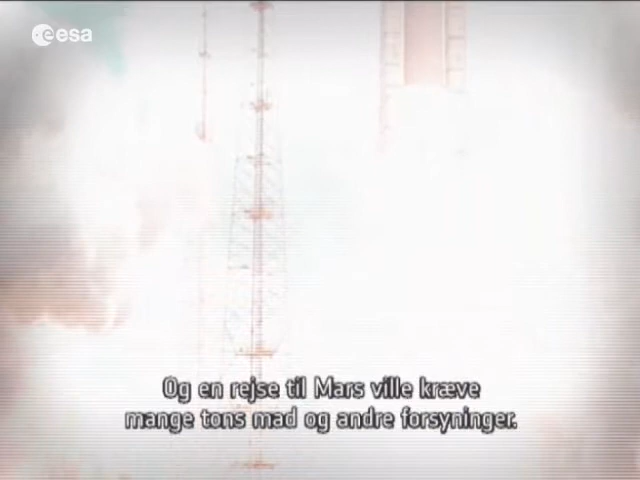 esa
Og en rejse til Mars ville kræve
mange tons mad og andre forsyninger.